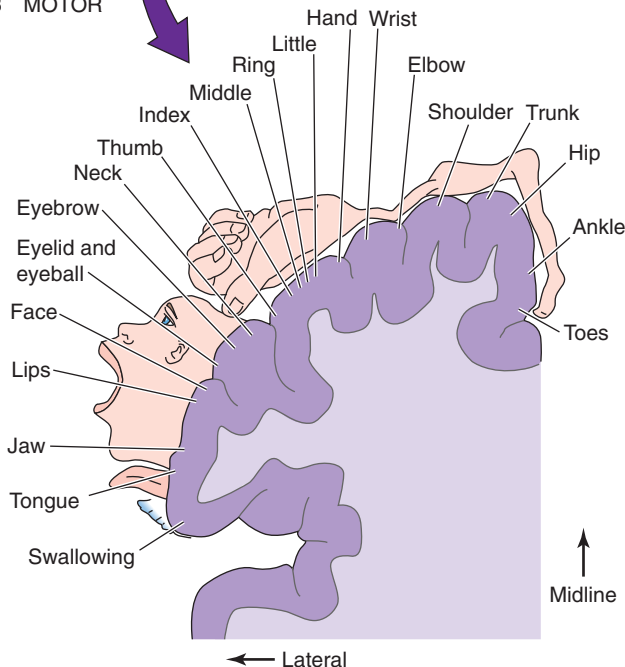 MOTOR
Hand
Wrist
Little
Ring
Elbow
Middle
Shoulder
Trunk
Index
Thumb
Hip
Neck
Eyebrow
Ankle
Eyelid and
eyeball
Face
Toes
Lips
Jaw
Tongue
Swallowing
Midline
Lateral